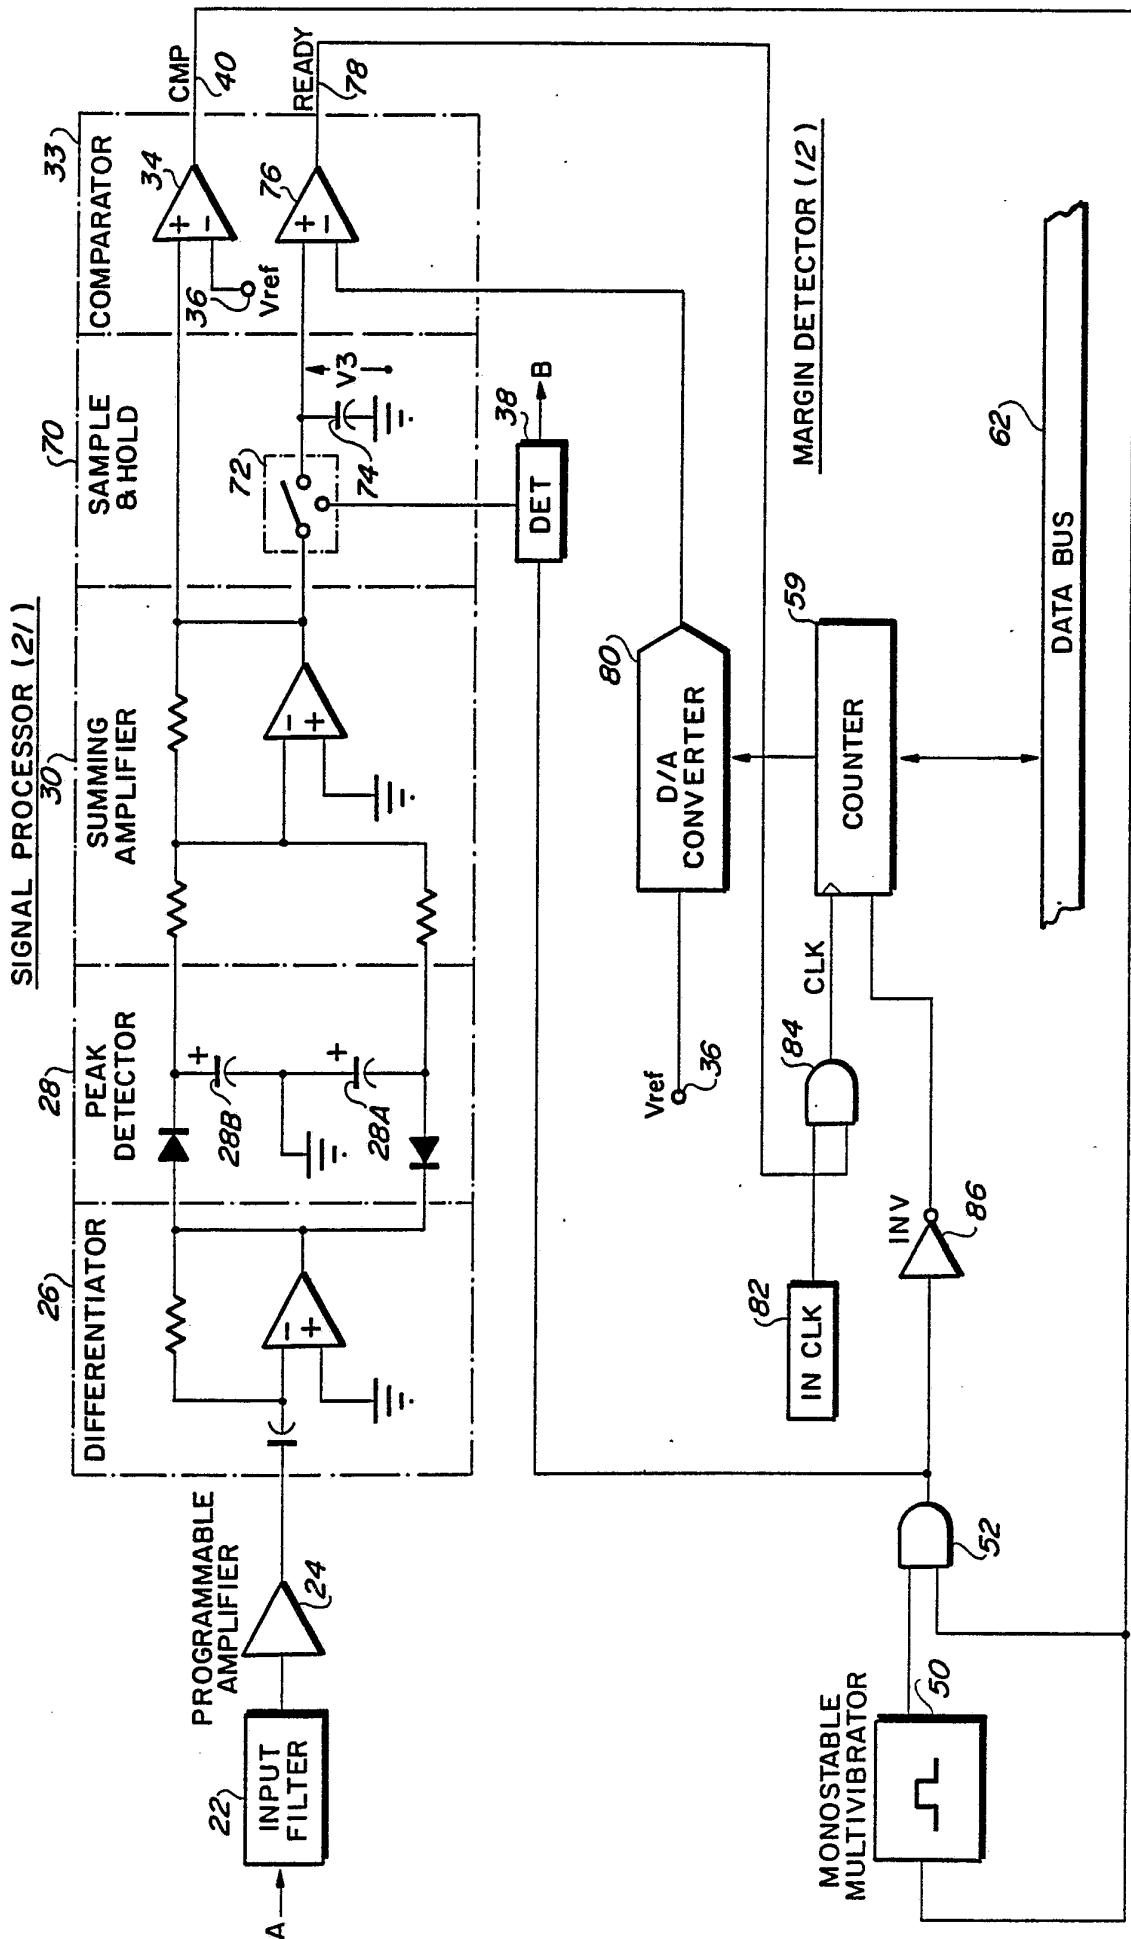 SIGNAL PROCESSOR (21)
26
DIFFERENTIATOR
28
PEAK
DETECTOR
30
SUMMING
AMPLIFIER
70
SAMPLE
& HOLD
33
COMPARATOR
PROGRAMMABLE
AMPLIFIER
A
22
INPUT
FILTER
24
-
+
+
28B
+
28A
-
+
72
74
V3
+
-
34
36
Vref
+
-
76
CMP
40
READY
78
DET
38
B
MARGIN DETECTOR (12)
80
D/A
CONVERTER
Vref
36
IN CLK
82
84
CLK
COUNTER
59
DATA BUS
62
MONOSTABLE
MULTIVIBRATOR
50
52
INV
86